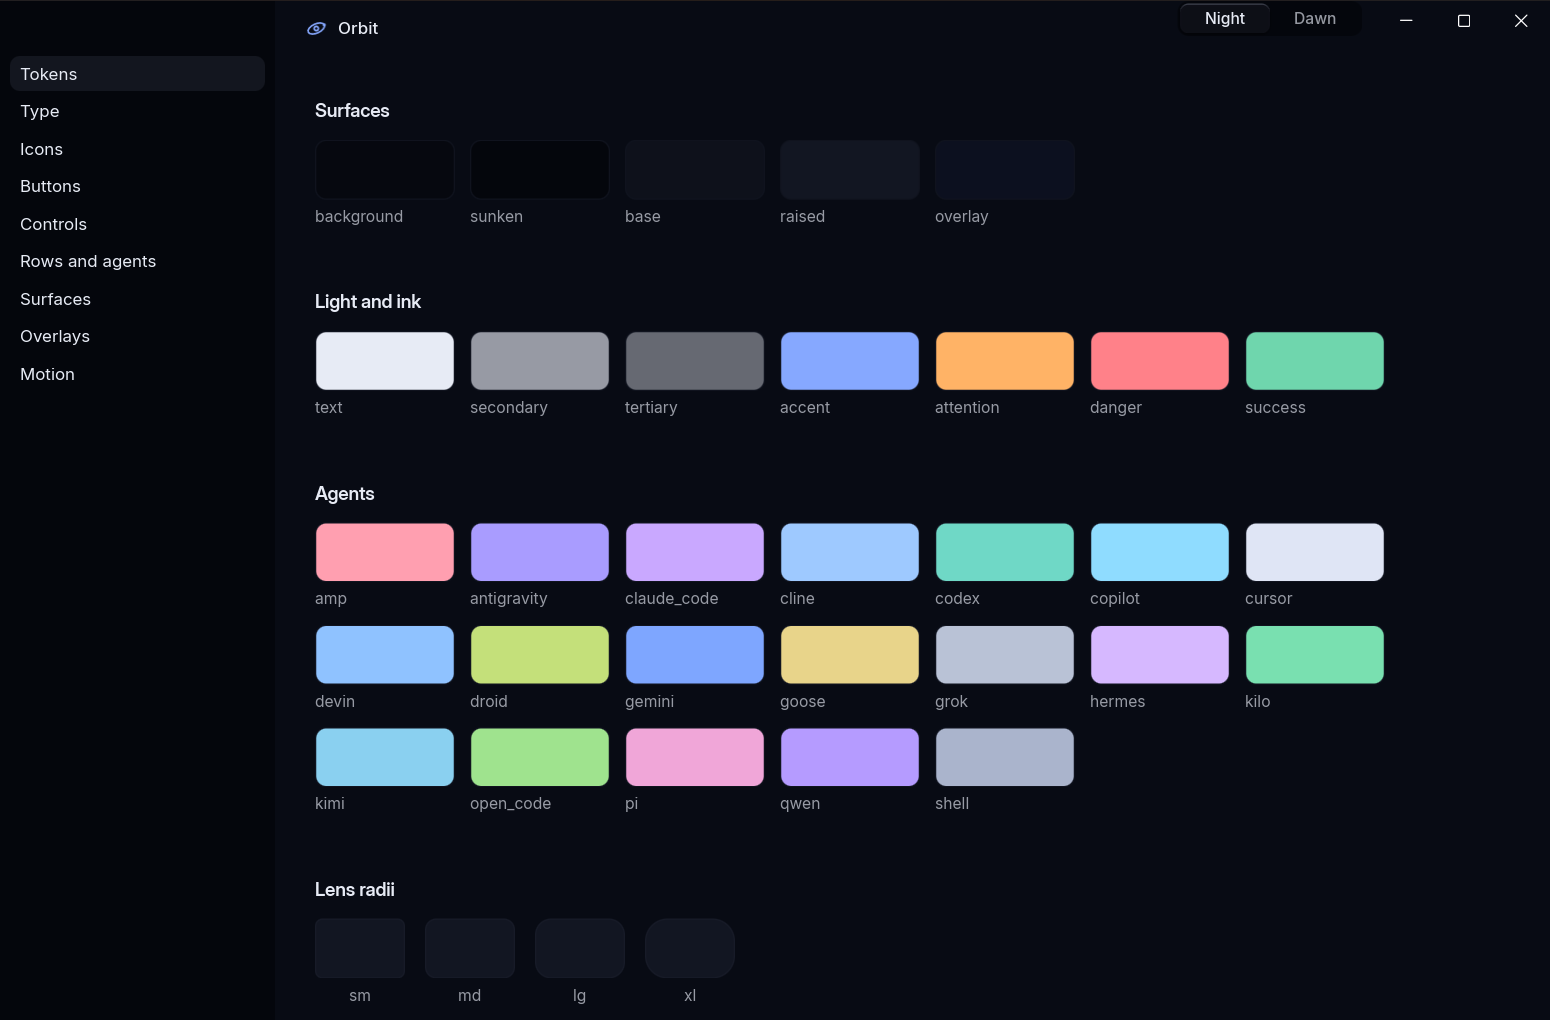 Orbit
Night
Dawn
Tokens
Type
Icons
Buttons
Controls
Rows and agents
Surfaces
Overlays
Motion
Surfaces
background sunken base raised overlay
Light and ink
text secondary tertiary accent attention danger success
Agents
amp antigravity claude_code cline codex copilot cursor
devin droid gemini goose grok hermes kilo
kimi open_code pi qwen shell
Lens radii
sm md lg xl